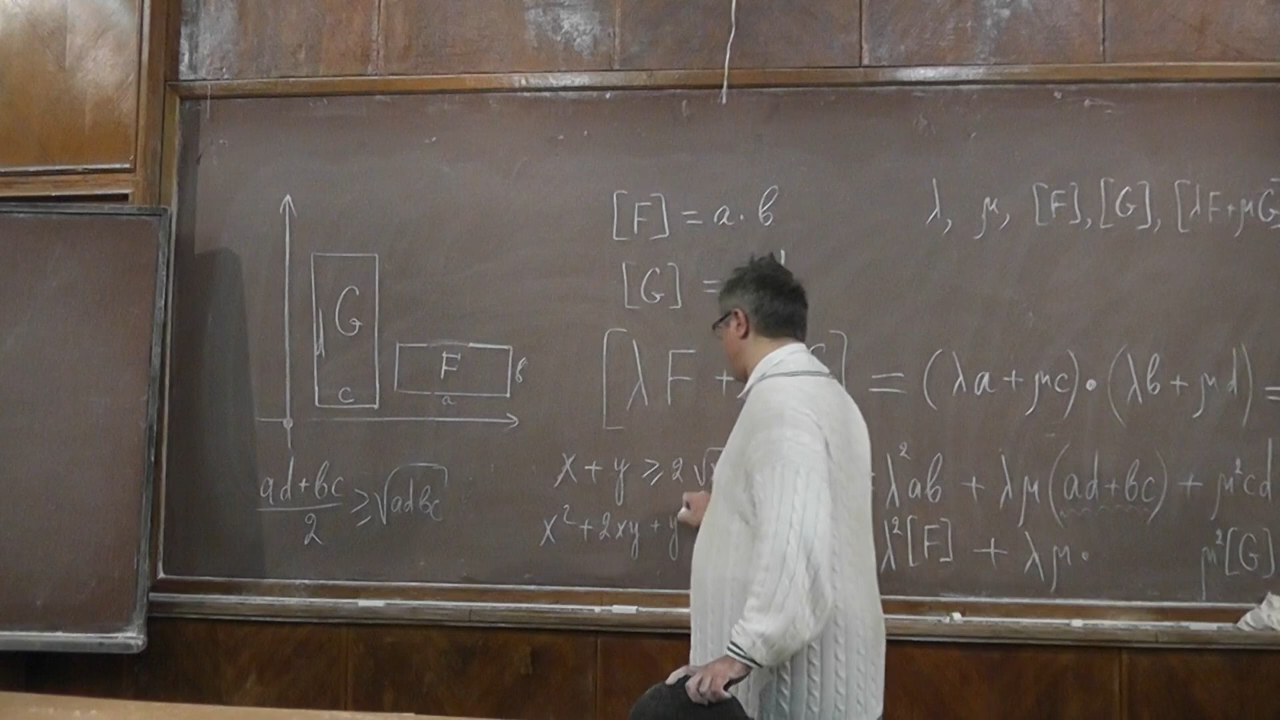 G
c
F
a
b
ad+bc/2 ≥ √adbc
[F] = a·b
[G] =
[λF +
] = (λa+μc)·(λb+μd) =
x+y ≥ 2√
x²+2xy+y
λ²ab + λμ(ad+bc) + μ²cd
λ²[F] + λμ· μ²[G]
λ, μ, [F], [G], [λF+μG]